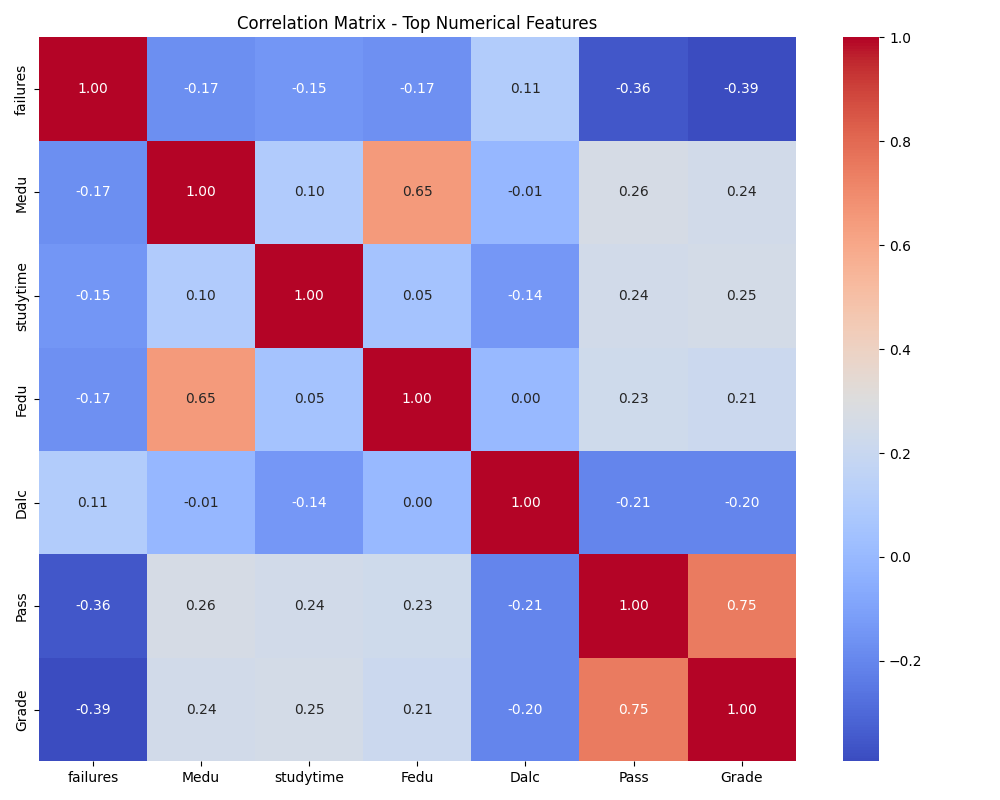 Correlation Matrix - Top Numerical Features
failures 1.00 -0.17 -0.15 -0.17 0.11 -0.36 -0.39
Medu -0.17 1.00 0.10 0.65 -0.01 0.26 0.24
studytime -0.15 0.10 1.00 0.05 -0.14 0.24 0.25
Fedu -0.17 0.65 0.05 1.00 0.00 0.23 0.21
Dalc 0.11 -0.01 -0.14 0.00 1.00 -0.21 -0.20
Pass -0.36 0.26 0.24 0.23 -0.21 1.00 0.75
Grade -0.39 0.24 0.25 0.21 -0.20 0.75 1.00
failures Medu studytime Fedu Dalc Pass Grade
1.0
0.8
0.6
0.4
0.2
0.0
−0.2